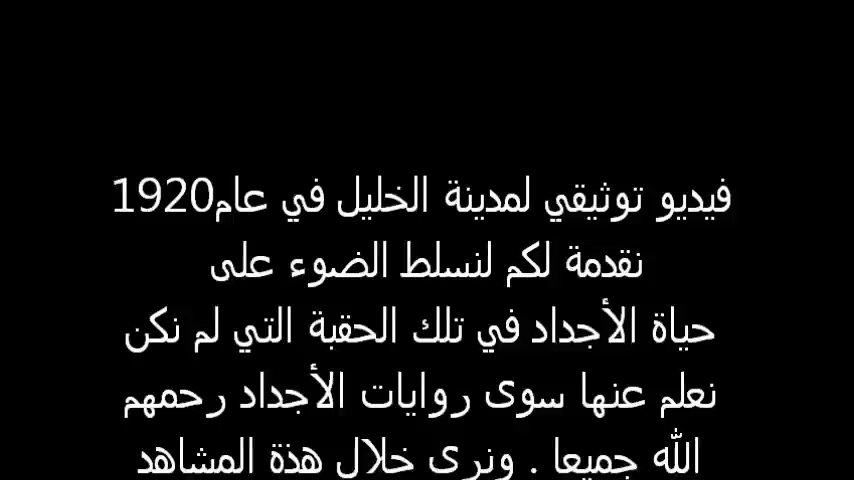 فيديو توثيقي لمدينة الخليل في عام1920
نقدمة لكم لنسلط الضوء على
حياة الأجداد في تلك الحقبة التي لم نكن
نعلم عنها سوى روايات الأجداد رحمهم
الله جميعا . ونرى خلال هذة المشاهد